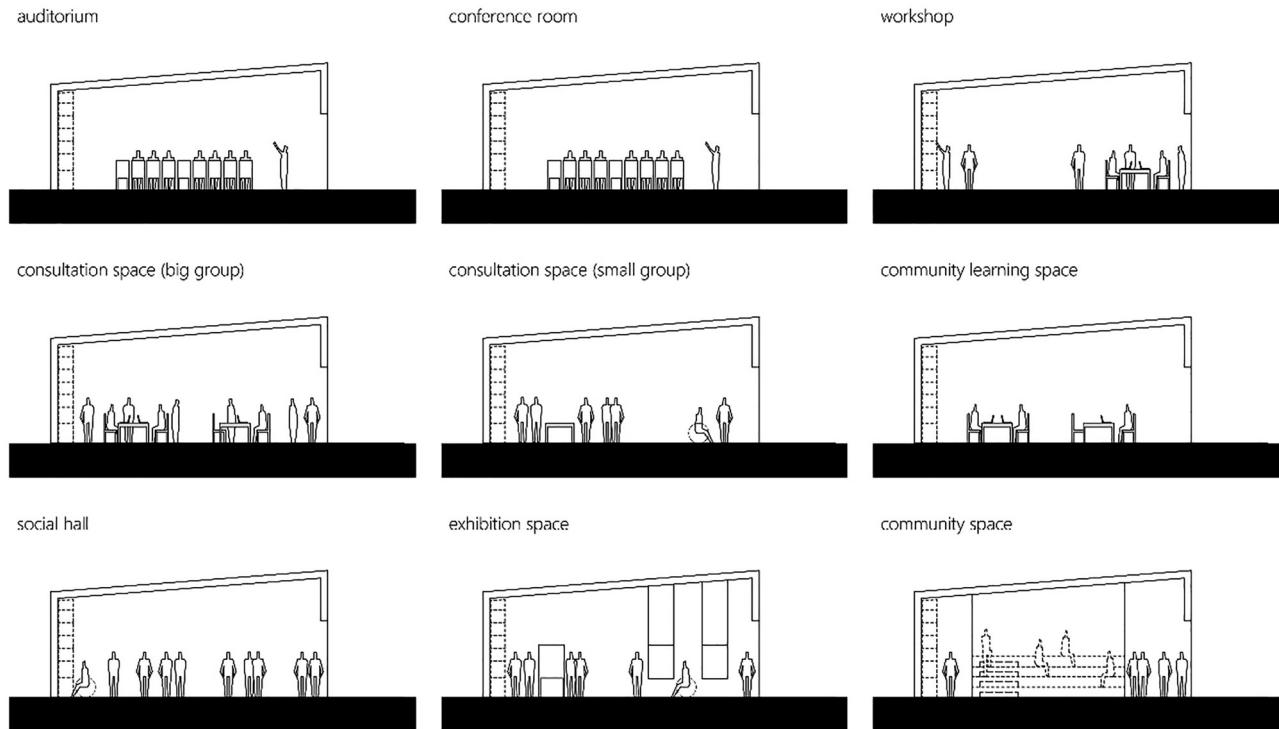 auditorium
conference room
workshop
consultation space (big group)
consultation space (small group)
community learning space
social hall
exhibition space
community space